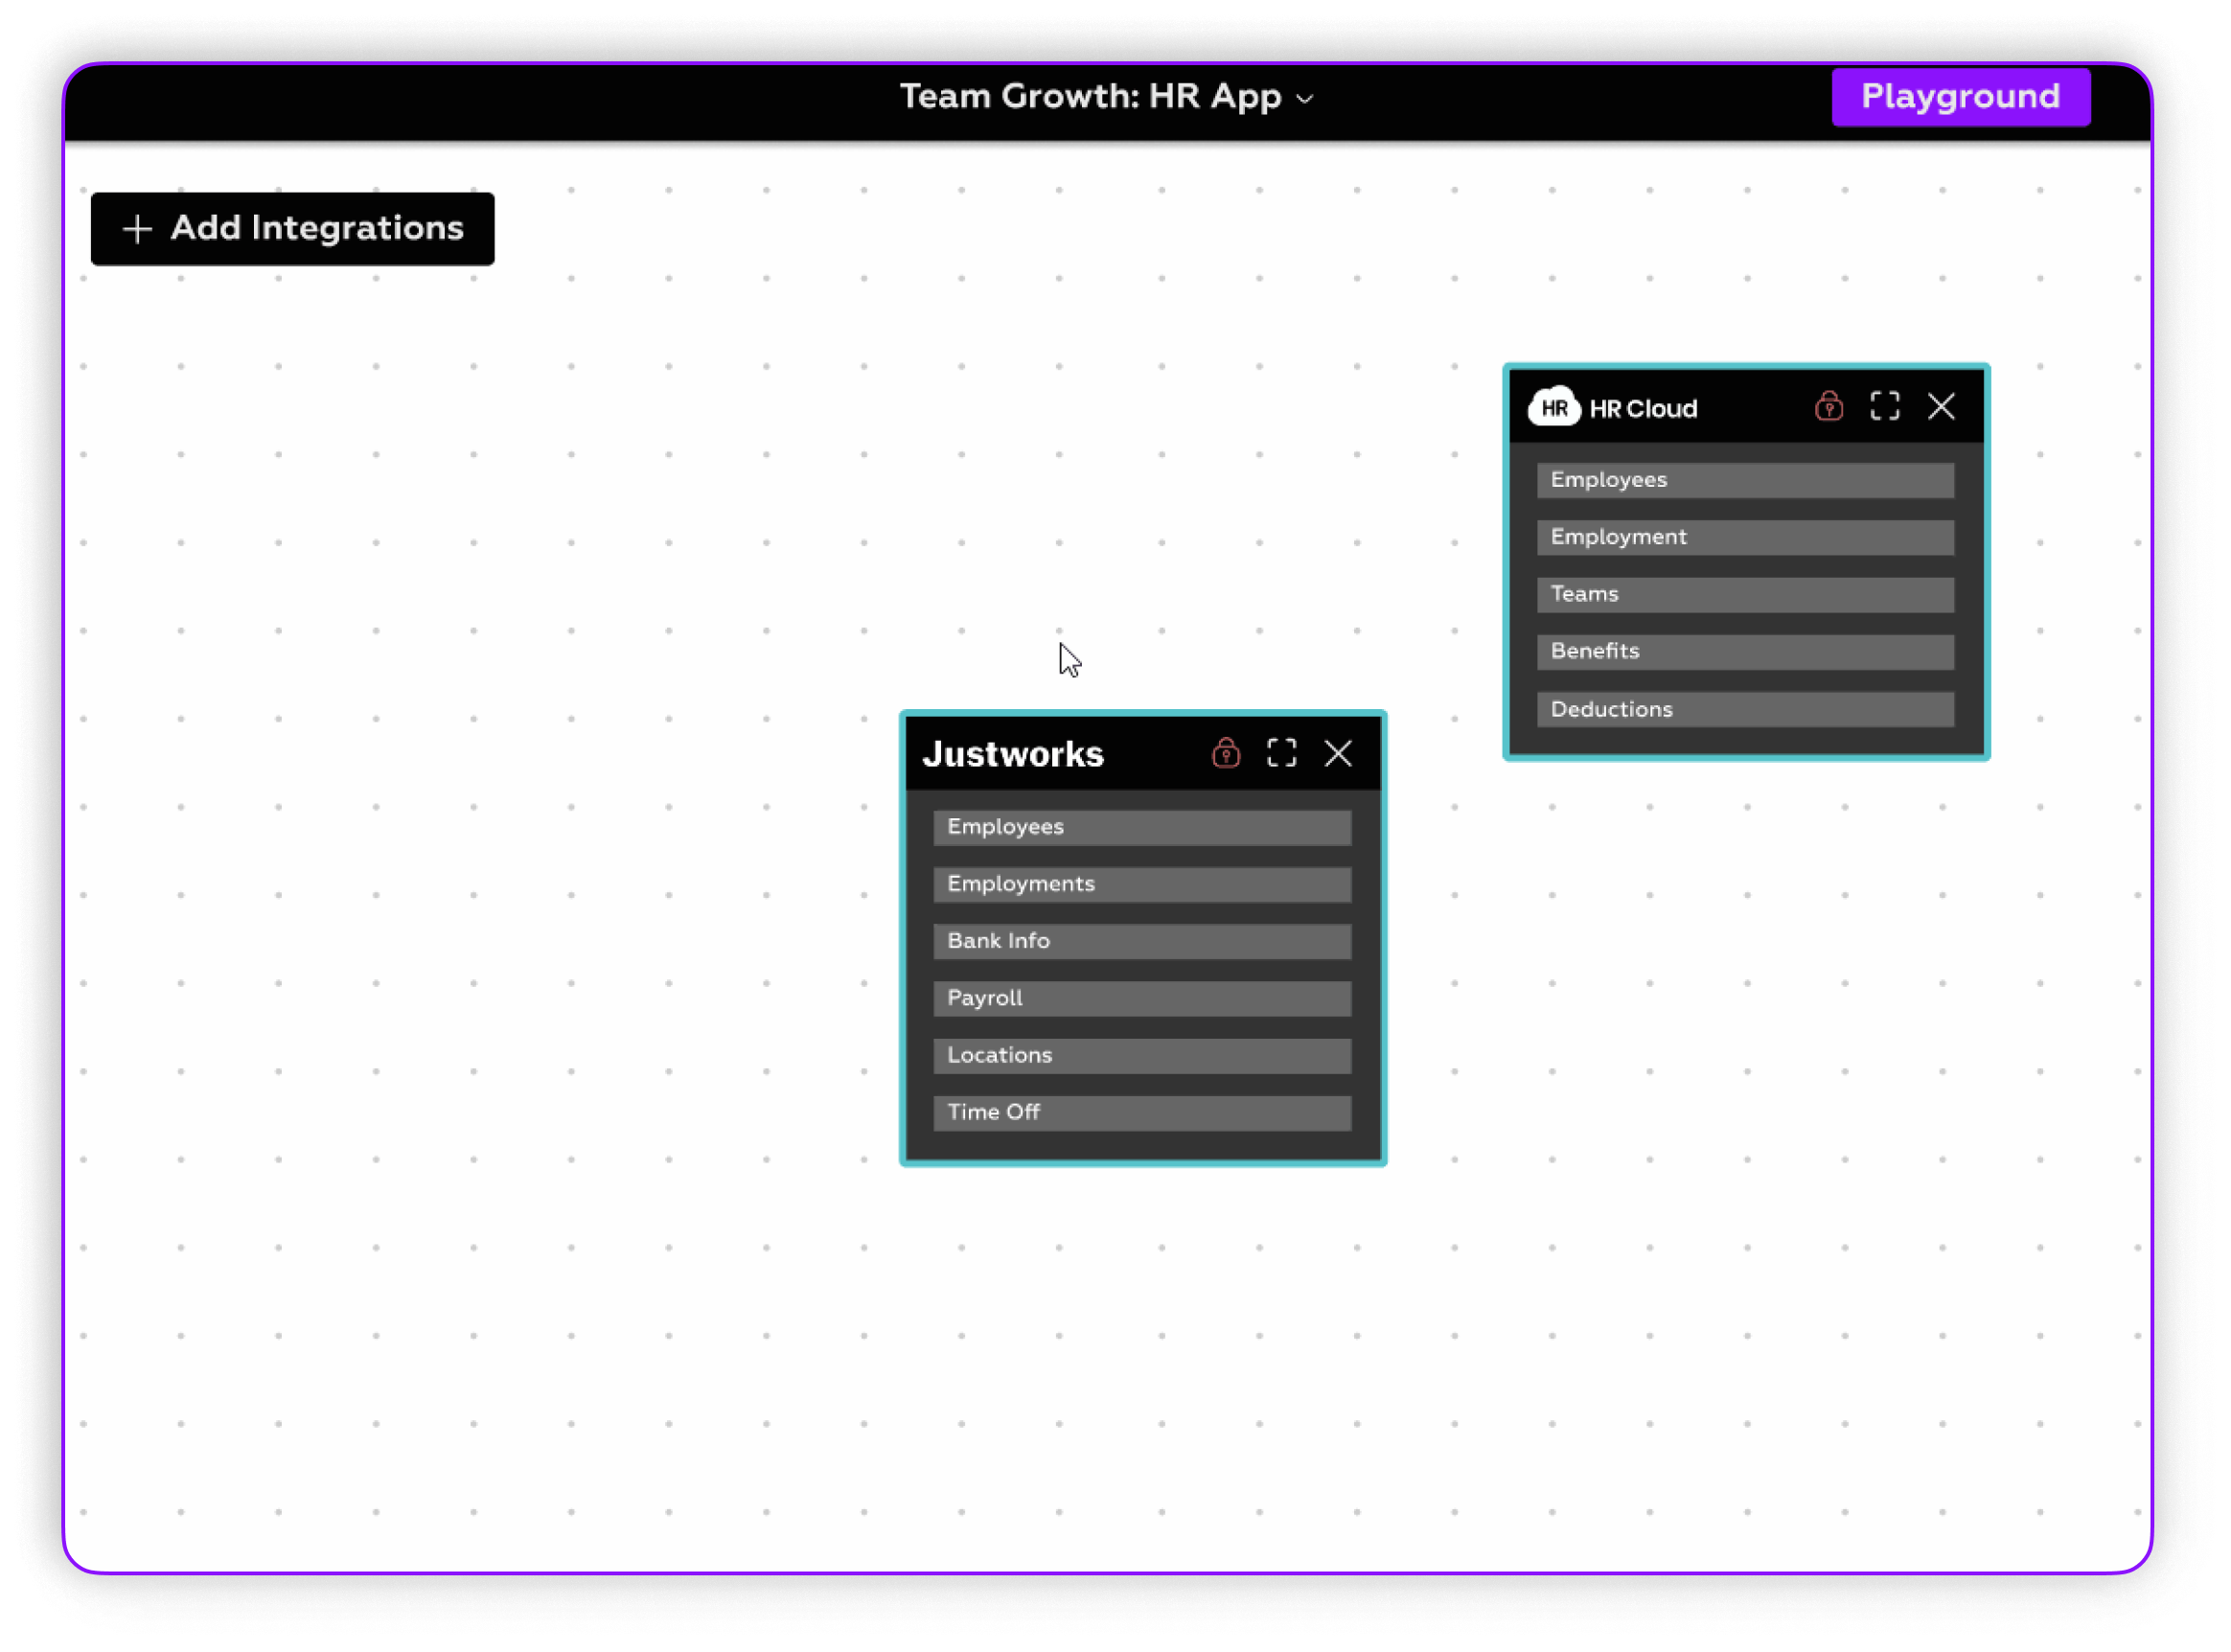 Team Growth: HR App
Playground
Add Integrations
HR HR Cloud
Employees
Employment
Teams
Benefits
Deductions
Justworks
Employees
Employments
Bank Info
Payroll
Locations
Time Off